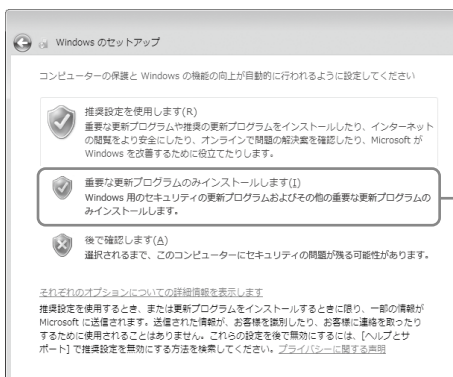 Windows のセットアップ
コンピューターの保護と Windows の機能の向上が自動的に行われるように設定してください
推奨設定を使用します(R)
重要な更新プログラムや推奨の更新プログラムをインストールしたり、インターネット
の閲覧をより安全にしたり、オンラインで問題の解決案を確認したり、Microsoft が
Windows を改善するために役立てたりします。
重要な更新プログラムのみインストールします(I)
Windows 用のセキュリティの更新プログラムおよびその他の重要な更新プログラムの
みインストールします。
後で確認します(A)
選択されるまで、このコンピューターにセキュリティの問題が残る可能性があります。
それぞれのオプションについての詳細情報を表示します
推奨設定を使用するとき、または更新プログラムをインストールするときに限り、一部の情報が
Microsoft に送信されます。送信された情報が、お客様を識別したり、お客様に連絡を取ったり
するために使用されることはありません。これらの設定を後で無効にするには、[ヘルプとサ
ポート] で推奨設定を無効にする方法を検索してください。プライバシーに関する声明